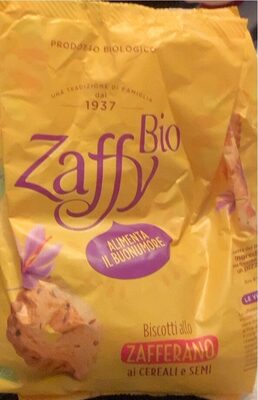 PRODOTTO BIOLOGICO
UNA TRADIZIONE DI FAMIGLIA
dal
1937
Zaffy Bio
ALIMENTA
IL BUONUMORE
Biscotti allo
ZAFFERANO
ai CEREALI e SEMI